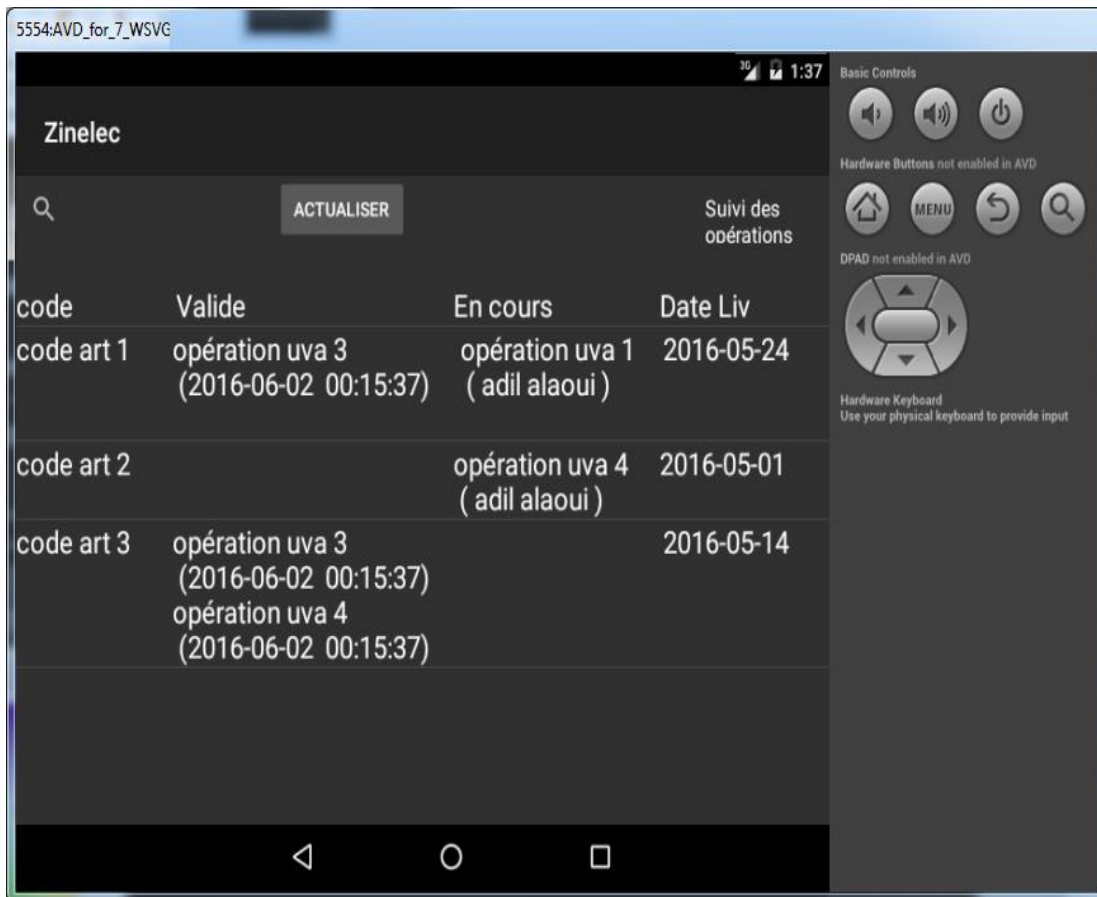 5554:AVD_for_7_WSVG
3G 1:37
Zinelec
ACTUALISER
Suivi des
opérations
code Valide En cours Date Liv
code art 1 opération uva 3 opération uva 1 2016-05-24
(2016-06-02 00:15:37) ( adil alaoui )
code art 2 opération uva 4 2016-05-01
( adil alaoui )
code art 3 opération uva 3 2016-05-14
(2016-06-02 00:15:37)
opération uva 4
(2016-06-02 00:15:37)
Basic Controls
Hardware Buttons not enabled in AVD
MENU
DPAD not enabled in AVD
Hardware Keyboard
Use your physical keyboard to provide input